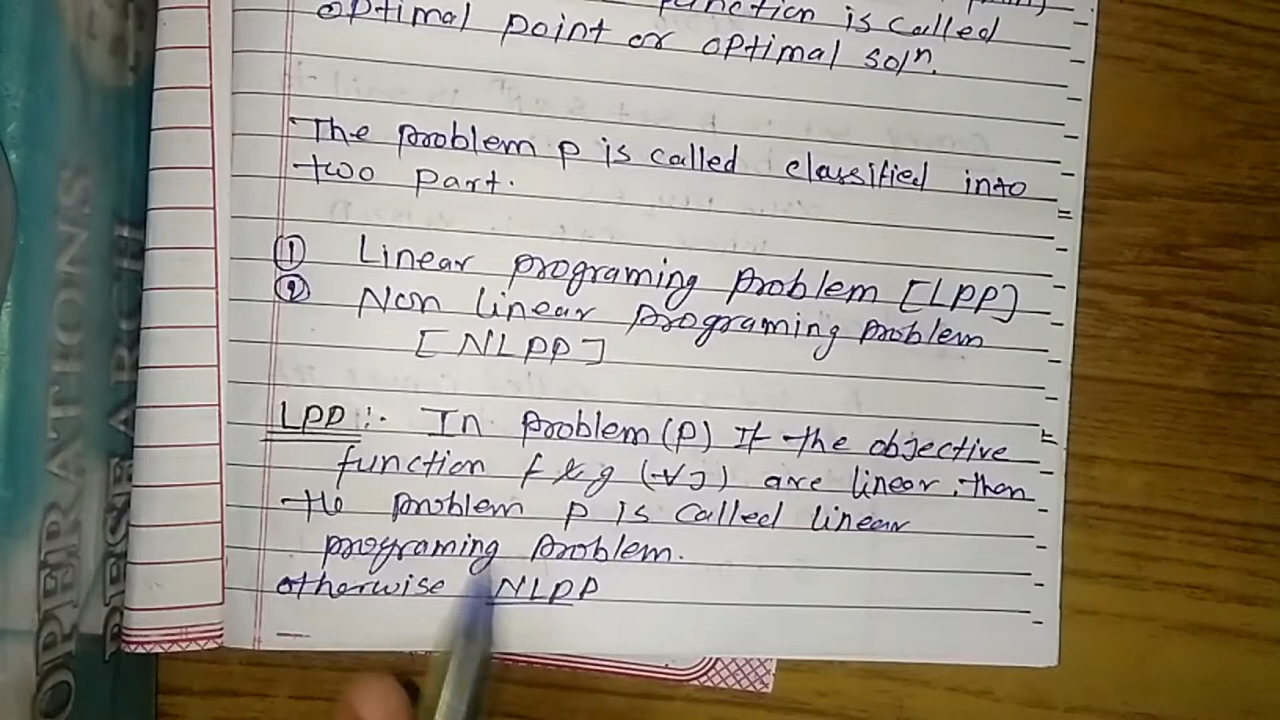 function is called
optimal point or optimal solⁿ.
The problem p is called classified into
two part.
① Linear programing problem [LPP]
② Non linear programing problem
[NLPP]
LPP :- In problem (p) If the objective
function f & g (∀J) are linear, then
the problem p is called linear
programing problem.
otherwise NLPP
OPERATIONS
RESEARCH